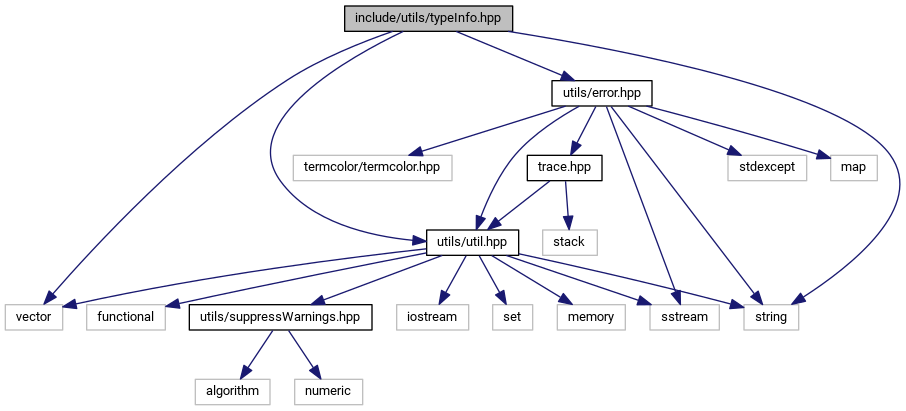 include/utils/typeInfo.hpp
utils/error.hpp
termcolor/termcolor.hpp
trace.hpp
stdexcept
map
utils/util.hpp
stack
vector
functional
utils/suppressWarnings.hpp
iostream
set
memory
sstream
string
algorithm
numeric